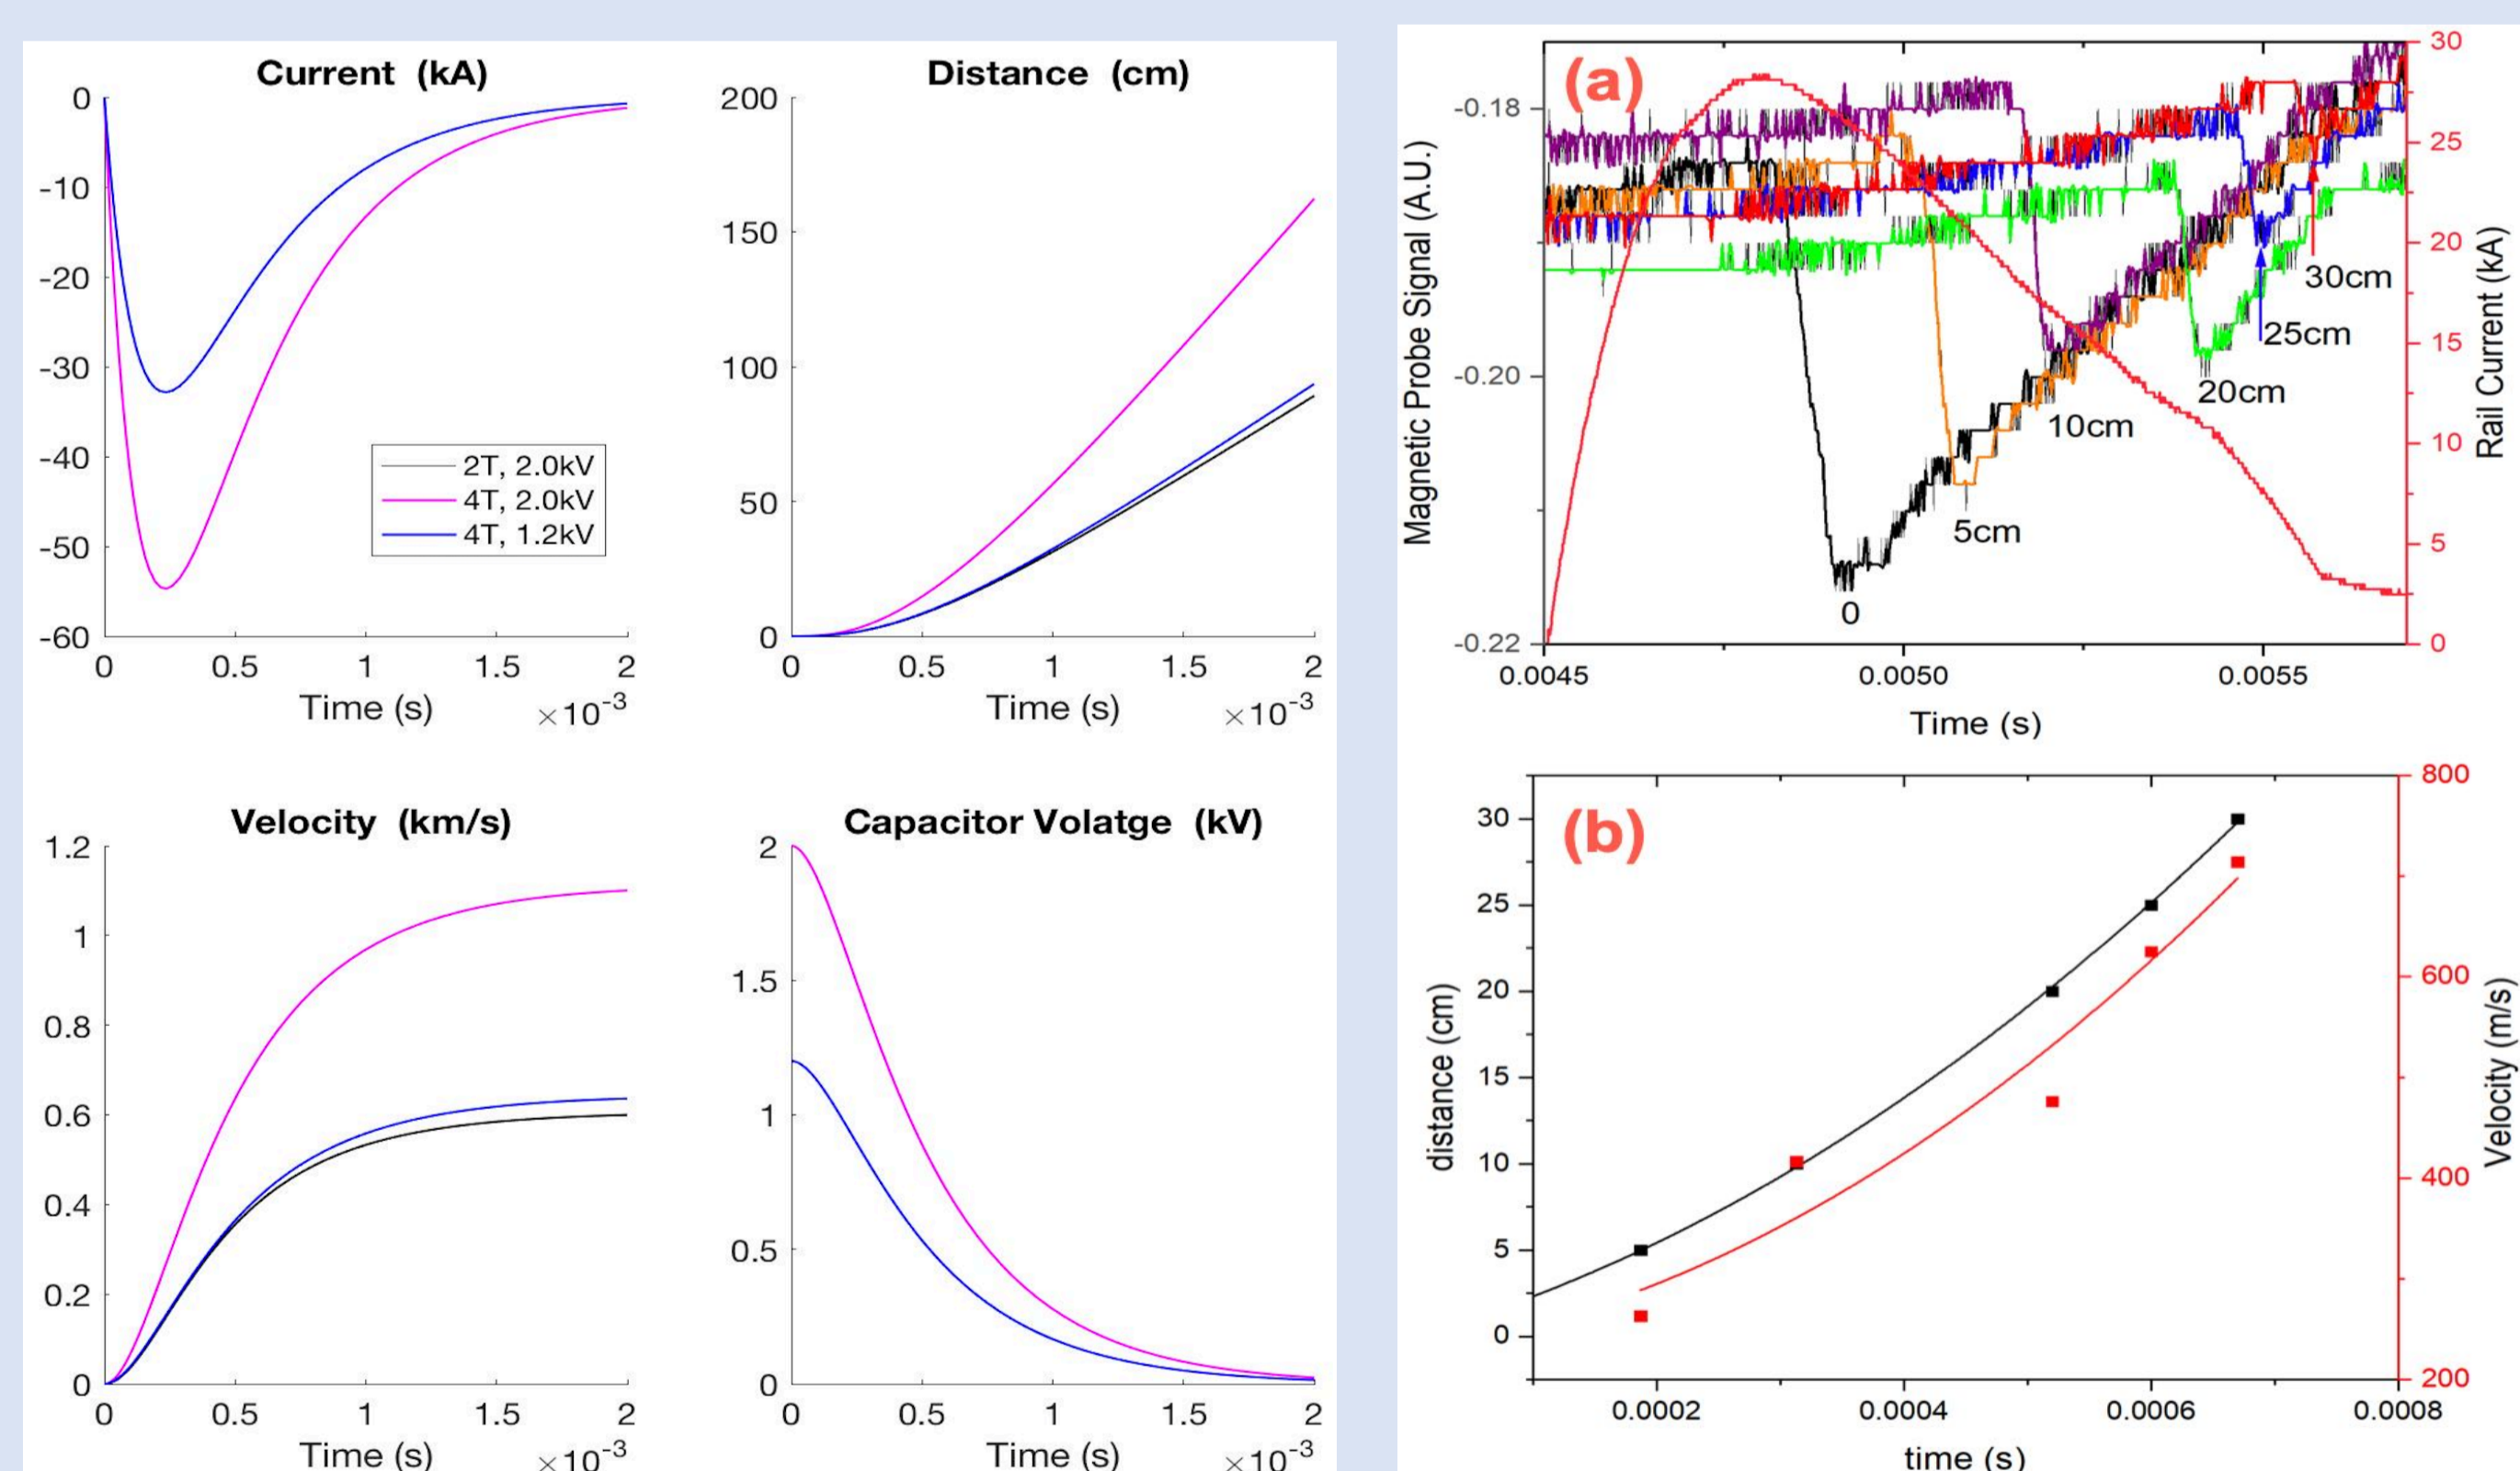 Current (kA)
0
-10
-20
-30
-40
-50
-60
2T, 2.0kV
4T, 2.0kV
4T, 1.2kV
0 0.5 1 1.5 2
Time (s) ×10-3
Distance (cm)
200
150
100
50
0
0 0.5 1 1.5 2
Time (s) ×10-3
Velocity (km/s)
1.2
1
0.8
0.6
0.4
0.2
0
0 0.5 1 1.5 2
Time (s) ×10-3
Capacitor Volatge (kV)
2
1.5
1
0.5
0
0 0.5 1 1.5 2
Time (s) ×10-3
(a)
Magnetic Probe Signal (A.U.)
-0.18
-0.20
-0.22
0
5cm
10cm
20cm
25cm
30cm
30
25
20
15
10
5
0
Rail Current (kA)
0.0045 0.0050 0.0055
Time (s)
(b)
distance (cm)
30
25
20
15
10
5
0
800
600
400
200
Velocity (m/s)
0.0002 0.0004 0.0006 0.0008
time (s)